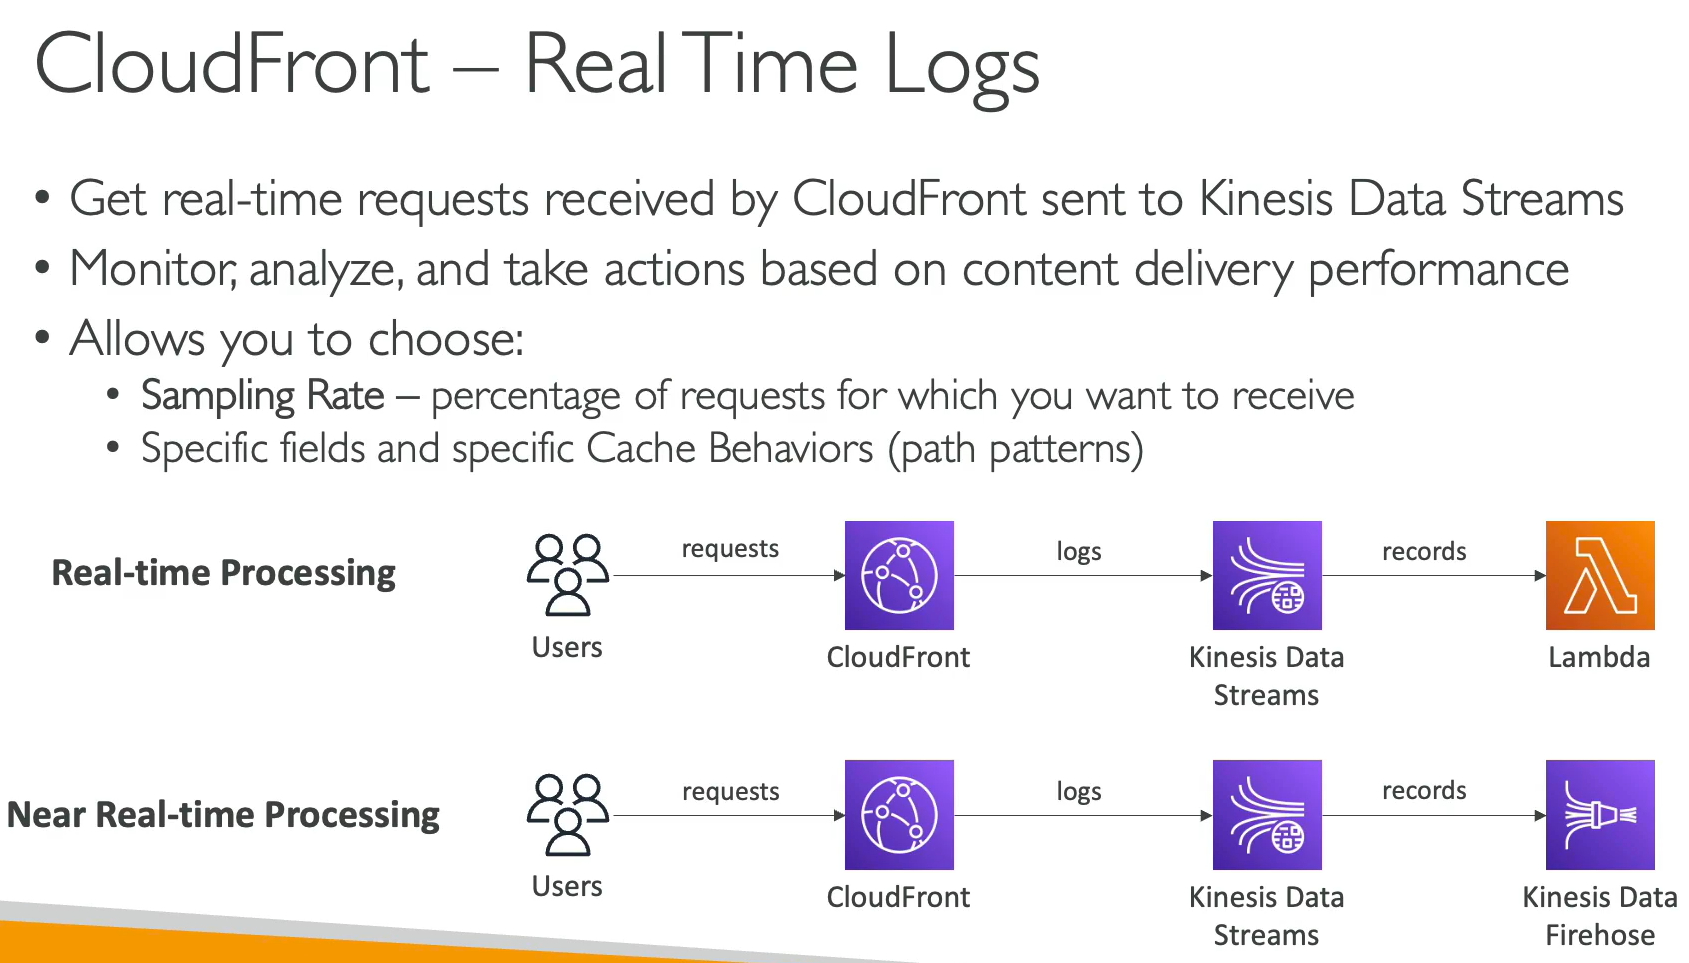 CloudFront – Real Time Logs
• Get real-time requests received by CloudFront sent to Kinesis Data Streams
• Monitor, analyze, and take actions based on content delivery performance
• Allows you to choose:
• Sampling Rate – percentage of requests for which you want to receive
• Specific fields and specific Cache Behaviors (path patterns)
Real-time Processing
requests
logs
records
Users
CloudFront
Kinesis Data
Streams
Lambda
Near Real-time Processing
requests
logs
records
Users
CloudFront
Kinesis Data
Streams
Kinesis Data
Firehose